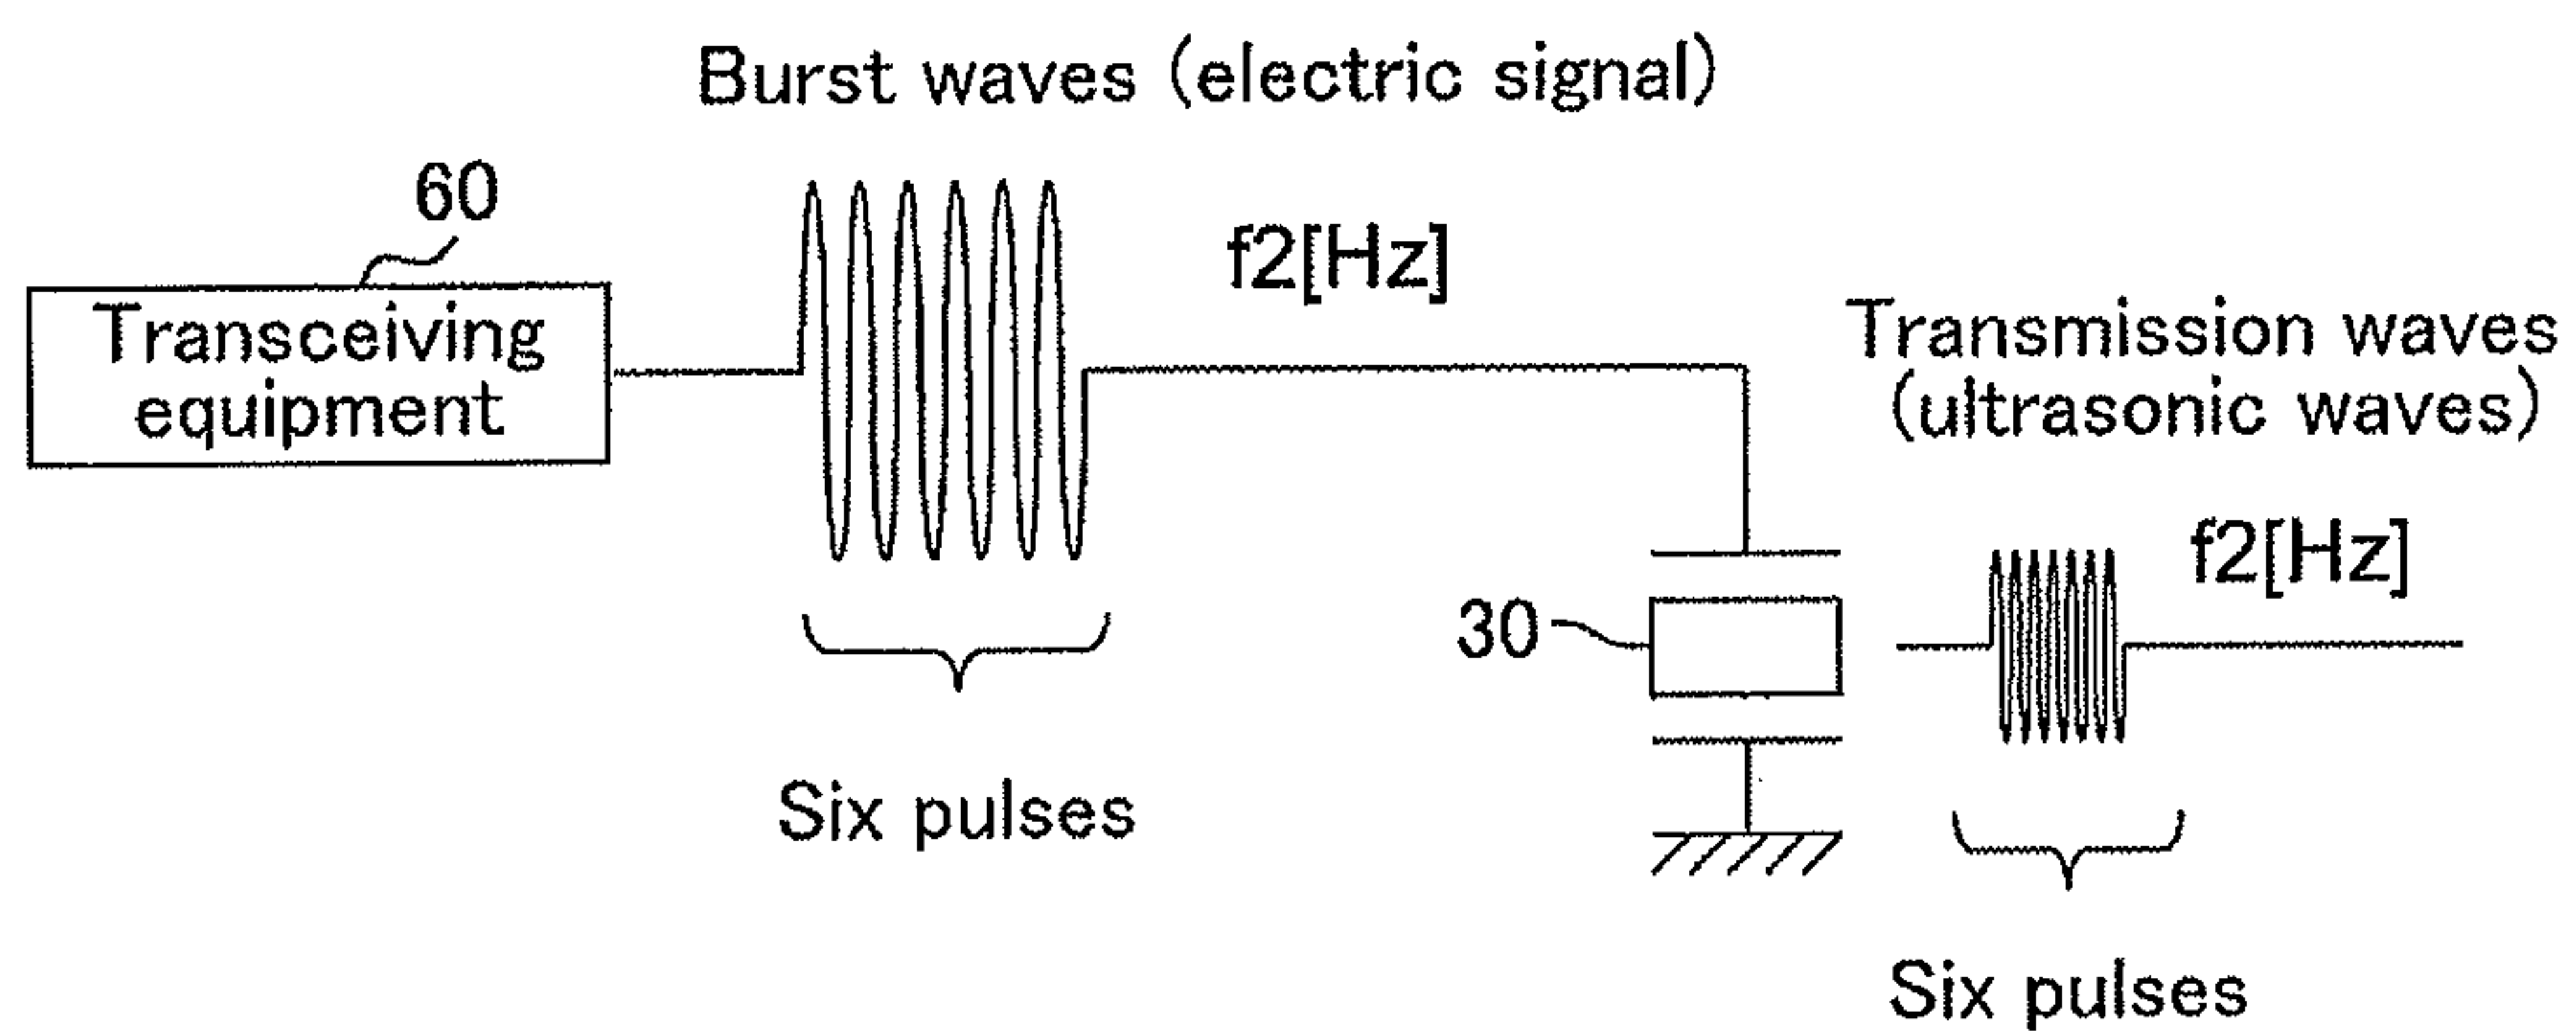 Burst waves (electric signal)
60
Transceiving
equipment
f2[Hz]
Transmission waves
(ultrasonic waves)
f2[Hz]
30
Six pulses
Six pulses